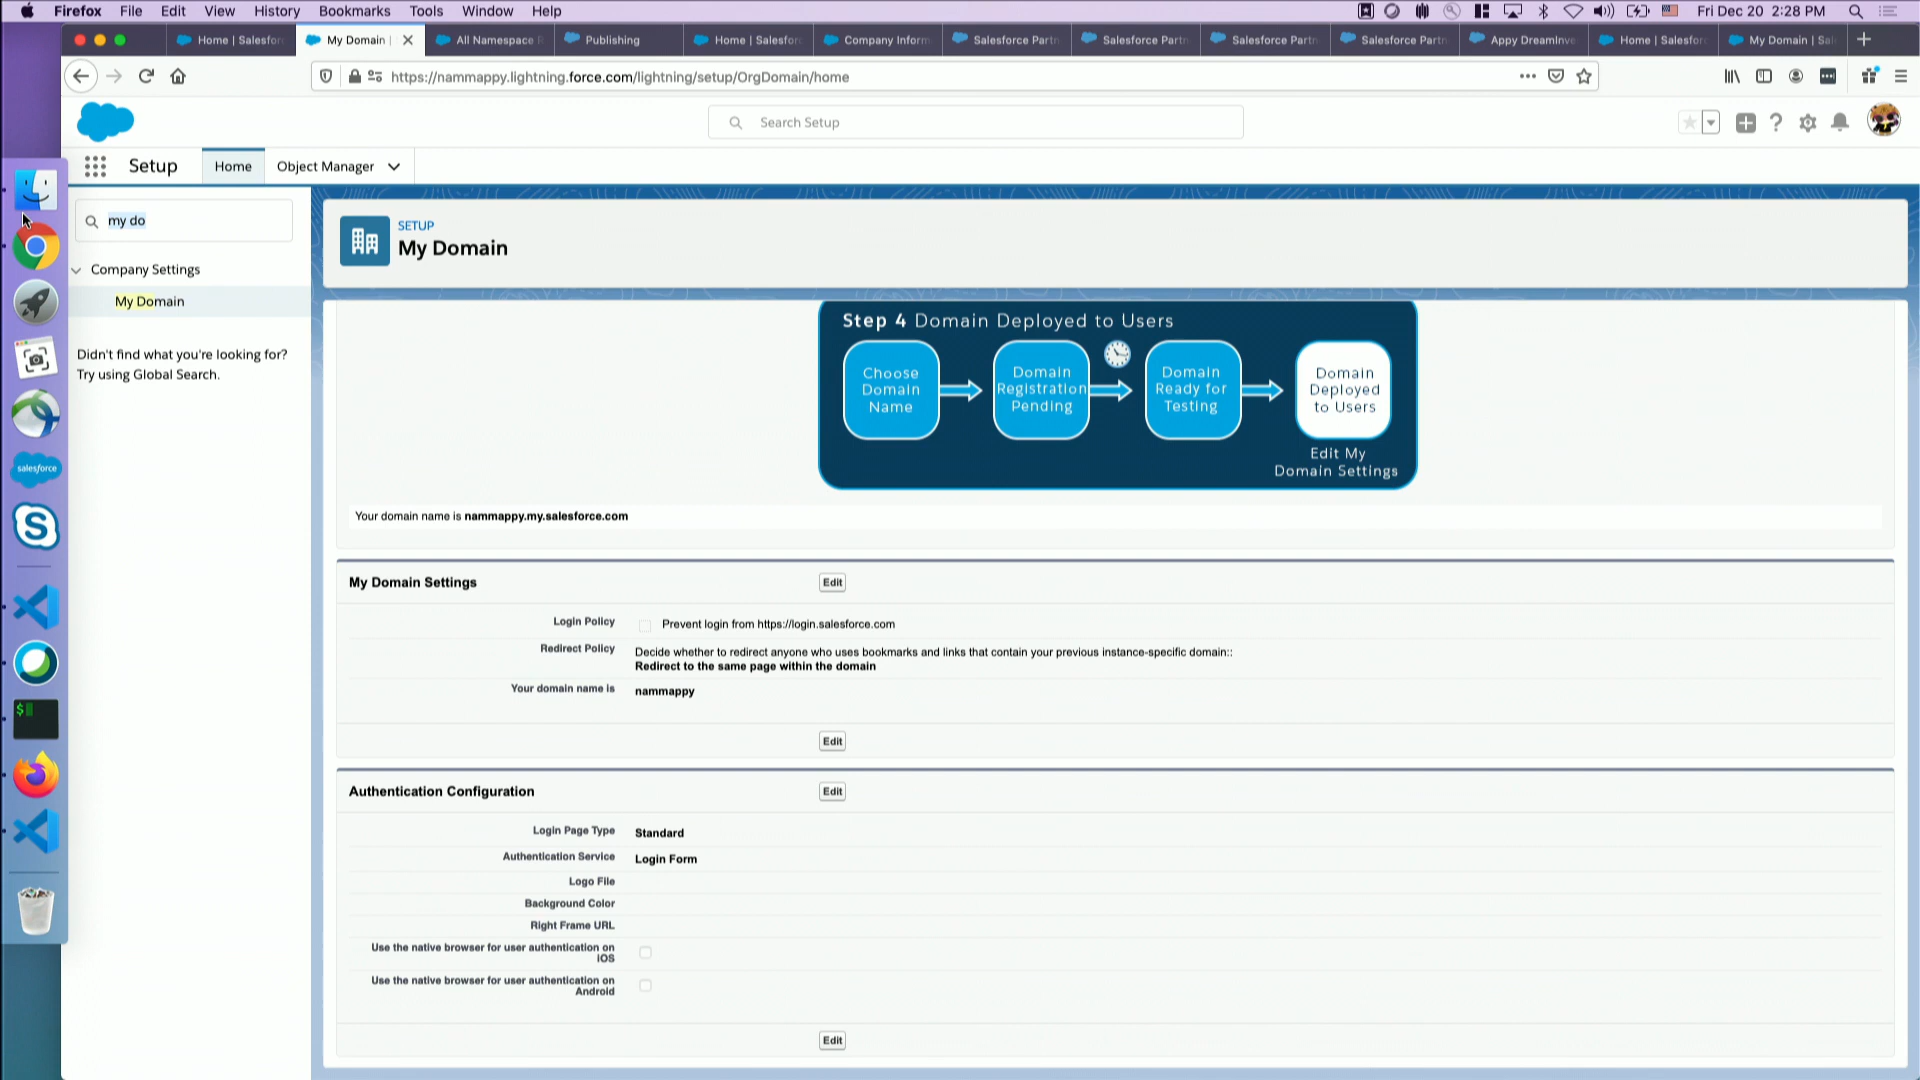 Firefox File Edit View History Bookmarks Tools Window Help
Fri Dec 20 2:28 PM
Home | Salesfor
My Domain |
All Namespace R
Publishing
Home | Salesforc
Company Inform
Salesforce Partn
Salesforce Partn
Salesforce Partn
Salesforce Partn
Appy DreamInve
Home | Salesforc
My Domain | Sal
https://nammappy.lightning.force.com/lightning/setup/OrgDomain/home
Search Setup
Setup
Home
Object Manager
my do
Company Settings
My Domain
Didn't find what you're looking for?
Try using Global Search.
salesforce
S
$
SETUP
My Domain
Step 4 Domain Deployed to Users
Choose
Domain
Name
Domain
Registration
Pending
Domain
Ready for
Testing
Domain
Deployed
to Users
Edit My
Domain Settings
Your domain name is nammappy.my.salesforce.com
My Domain Settings
Edit
Login Policy
Prevent login from https://login.salesforce.com
Redirect Policy
Decide whether to redirect anyone who uses bookmarks and links that contain your previous instance-specific domain::
Redirect to the same page within the domain
Your domain name is
nammappy
Edit
Authentication Configuration
Edit
Login Page Type
Standard
Authentication Service
Login Form
Logo File
Background Color
Right Frame URL
Use the native browser for user authentication on
iOS
Use the native browser for user authentication on
Android
Edit